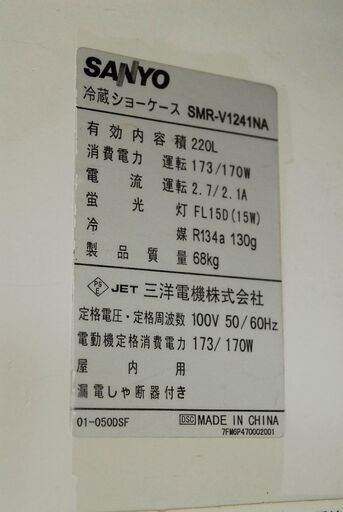 SANYO
冷蔵ショーケース SMR-V1241NA
有効内容積 220L
消費電力 運転 173/170W
電流 運転 2.7/2.1A
蛍光灯 FL15D(15W)
冷媒 R134a 130g
製品質量 68kg
PS E JET 三洋電機株式会社
定格電圧・定格周波数 100V 50/60Hz
電動機定格消費電力 173/170W
屋内用
漏電しゃ断器付き
01-050DSF DSC MADE IN CHINA
7FM6P470002001